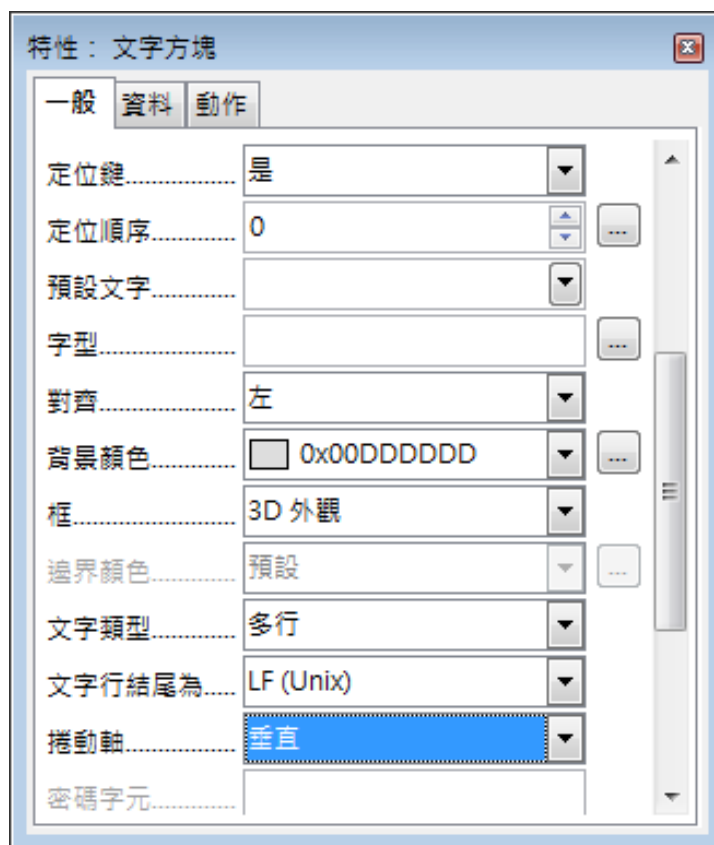 特性： 文字方塊
一般 資料 動作
定位鍵................. 是
定位順序............. 0 ...
預設文字.............
字型..................... ...
對齊..................... 左
背景顏色............. 0x00DDDDDD ...
框........................ 3D 外觀
邊界顏色............. 預設 ...
文字類型............. 多行
文字行結尾為..... LF (Unix)
捲動軸................. 垂直
密碼字元.............